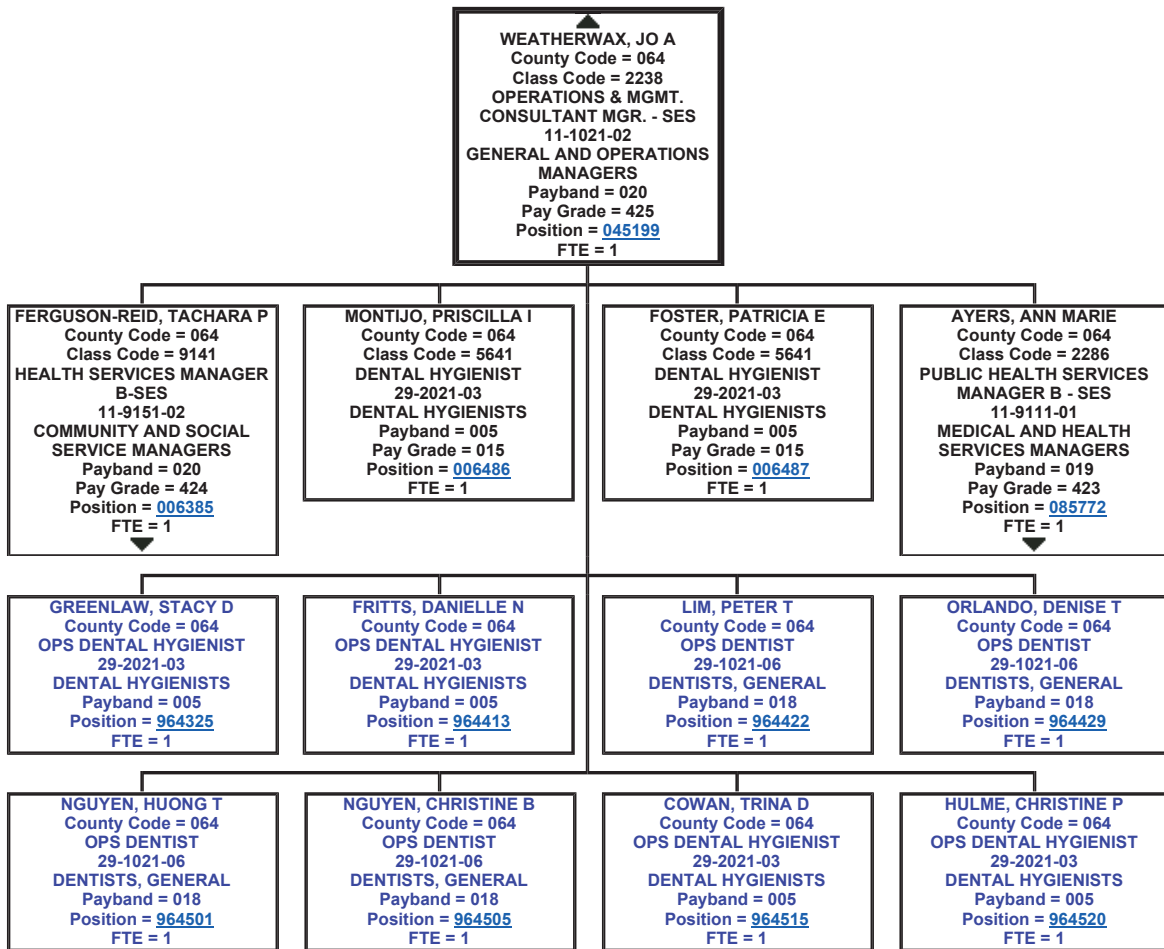 WEATHERWAX, JO A
County Code = 064
Class Code = 2238
OPERATIONS & MGMT.
CONSULTANT MGR. - SES
11-1021-02
GENERAL AND OPERATIONS
MANAGERS
Payband = 020
Pay Grade = 425
Position = 045199
FTE = 1
FERGUSON-REID, TACHARA P
County Code = 064
Class Code = 9141
HEALTH SERVICES MANAGER
B-SES
11-9151-02
COMMUNITY AND SOCIAL
SERVICE MANAGERS
Payband = 020
Pay Grade = 424
Position = 006385
FTE = 1
MONTIJO, PRISCILLA I
County Code = 064
Class Code = 5641
DENTAL HYGIENIST
29-2021-03
DENTAL HYGIENISTS
Payband = 005
Pay Grade = 015
Position = 006486
FTE = 1
FOSTER, PATRICIA E
County Code = 064
Class Code = 5641
DENTAL HYGIENIST
29-2021-03
DENTAL HYGIENISTS
Payband = 005
Pay Grade = 015
Position = 006487
FTE = 1
AYERS, ANN MARIE
County Code = 064
Class Code = 2286
PUBLIC HEALTH SERVICES
MANAGER B - SES
11-9111-01
MEDICAL AND HEALTH
SERVICES MANAGERS
Payband = 019
Pay Grade = 423
Position = 085772
FTE = 1
GREENLAW, STACY D
County Code = 064
OPS DENTAL HYGIENIST
29-2021-03
DENTAL HYGIENISTS
Payband = 005
Position = 964325
FTE = 1
FRITTS, DANIELLE N
County Code = 064
OPS DENTAL HYGIENIST
29-2021-03
DENTAL HYGIENISTS
Payband = 005
Position = 964413
FTE = 1
LIM, PETER T
County Code = 064
OPS DENTIST
29-1021-06
DENTISTS, GENERAL
Payband = 018
Position = 964422
FTE = 1
ORLANDO, DENISE T
County Code = 064
OPS DENTIST
29-1021-06
DENTISTS, GENERAL
Payband = 018
Position = 964429
FTE = 1
NGUYEN, HUONG T
County Code = 064
OPS DENTIST
29-1021-06
DENTISTS, GENERAL
Payband = 018
Position = 964501
FTE = 1
NGUYEN, CHRISTINE B
County Code = 064
OPS DENTIST
29-1021-06
DENTISTS, GENERAL
Payband = 018
Position = 964505
FTE = 1
COWAN, TRINA D
County Code = 064
OPS DENTAL HYGIENIST
29-2021-03
DENTAL HYGIENISTS
Payband = 005
Position = 964515
FTE = 1
HULME, CHRISTINE P
County Code = 064
OPS DENTAL HYGIENIST
29-2021-03
DENTAL HYGIENISTS
Payband = 005
Position = 964520
FTE = 1